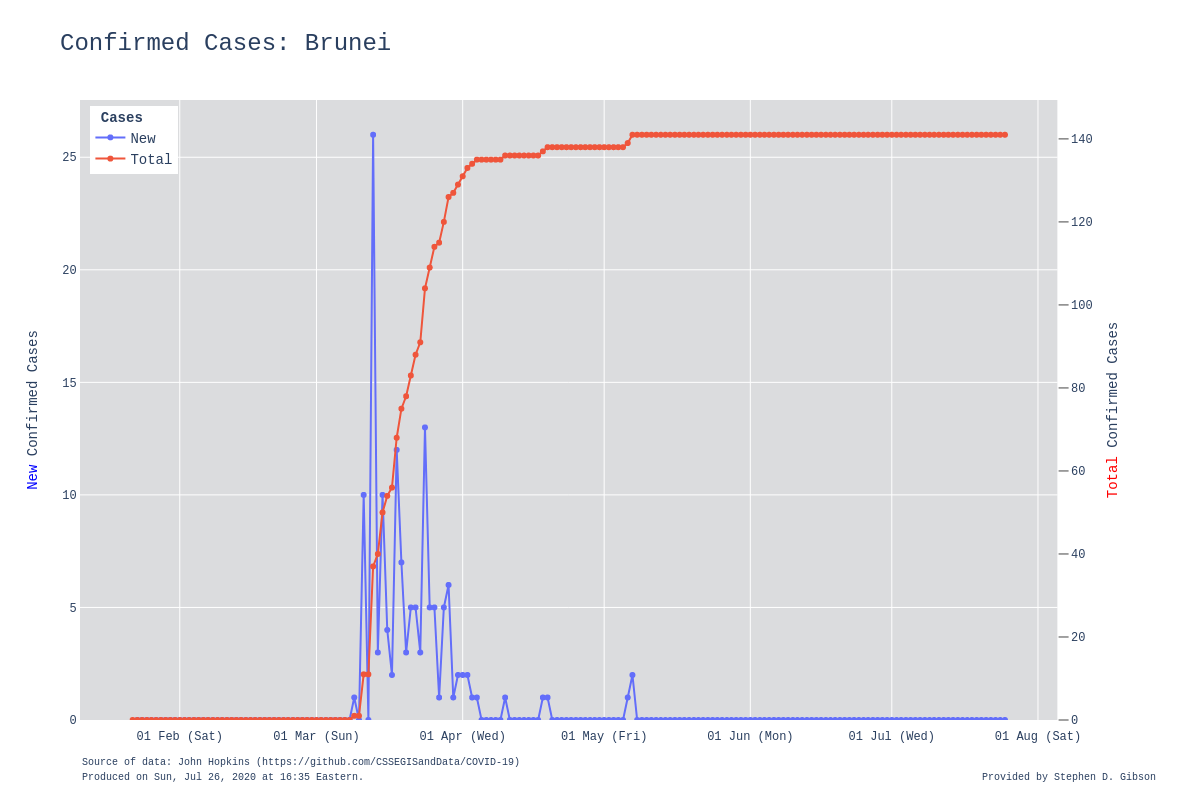 Confirmed Cases: Brunei
Cases
New
Total
25
20
15
10
5
0
140
120
100
80
60
40
20
0
New Confirmed Cases
Total Confirmed Cases
01 Feb (Sat) 01 Mar (Sun) 01 Apr (Wed) 01 May (Fri) 01 Jun (Mon) 01 Jul (Wed) 01 Aug (Sat)
Source of data: John Hopkins (https://github.com/CSSEGISandData/COVID-19)
Produced on Sun, Jul 26, 2020 at 16:35 Eastern.
Provided by Stephen D. Gibson